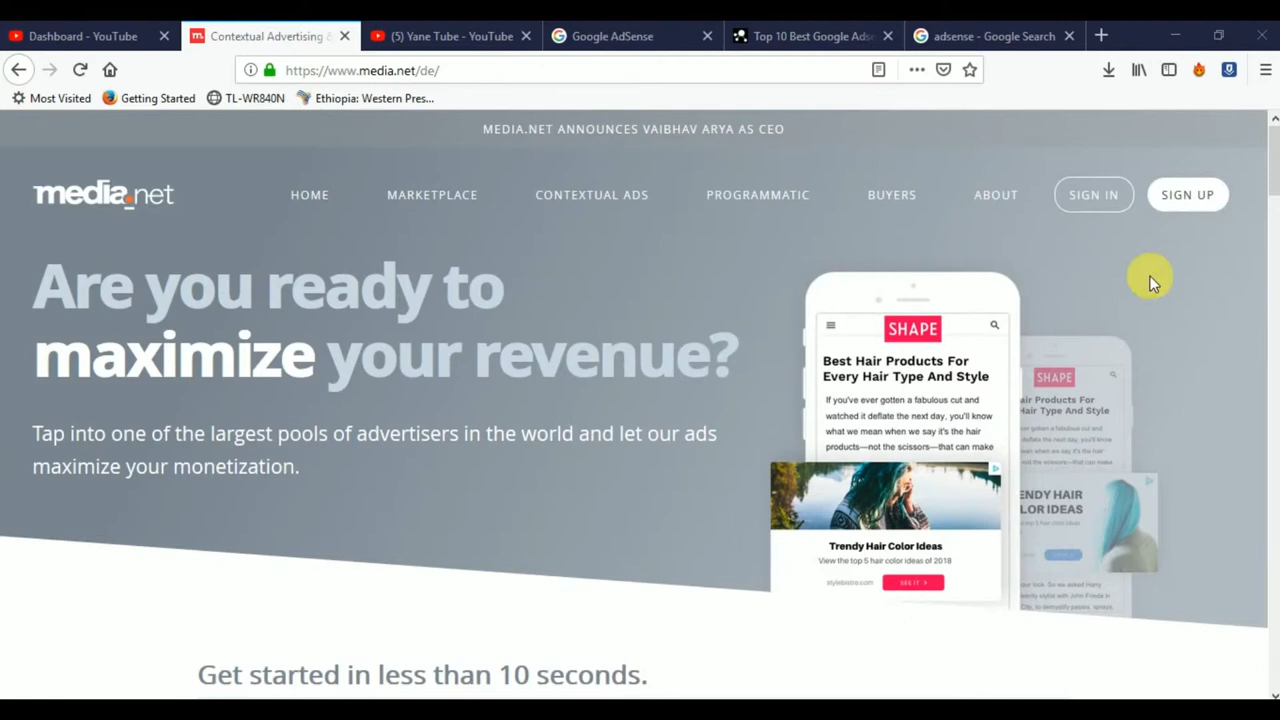 Dashboard - YouTube
Contextual Advertising &
(5) Yane Tube - YouTube
Google AdSense
Top 10 Best Google Ads
adsense - Google Search
https://www.media.net/de/
Most Visited
Getting Started
TL-WR840N
Ethiopia: Western Pres...
MEDIA.NET ANNOUNCES VAIBHAV ARYA AS CEO
media.net
HOME
MARKETPLACE
CONTEXTUAL ADS
PROGRAMMATIC
BUYERS
ABOUT
SIGN IN
SIGN UP
Are you ready to
maximize your revenue?
Tap into one of the largest pools of advertisers in the world and let our ads
maximize your monetization.
SHAPE
Best Hair Products For
Every Hair Type And Style
If you've ever gotten a fabulous cut and
watched it deflate the next day, you'll know
what we mean when we say it's the hair
products—not the scissors—that can make
Trendy Hair Color Ideas
View the top 5 hair color ideas of 2018
stylebistro.com
SEE IT >
SHAPE
Hair Products For
Hair Type And Style
ENDY HAIR
LOR IDEAS
Get started in less than 10 seconds.